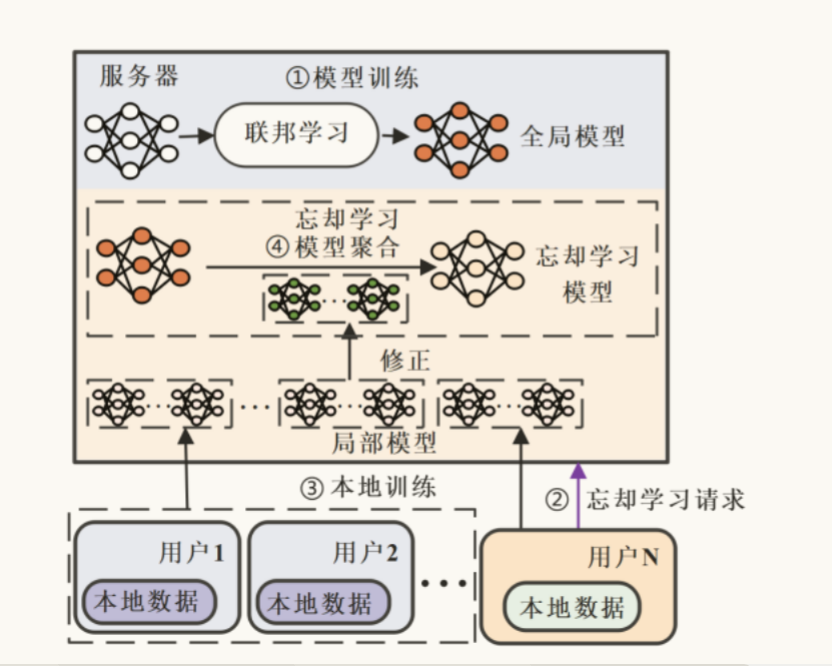 服务器
①模型训练
联邦学习
全局模型
忘却学习
④模型聚合
忘却学习
模型
修正
局部模型
③本地训练
②忘却学习请求
用户1
本地数据
用户2
本地数据
用户N
本地数据